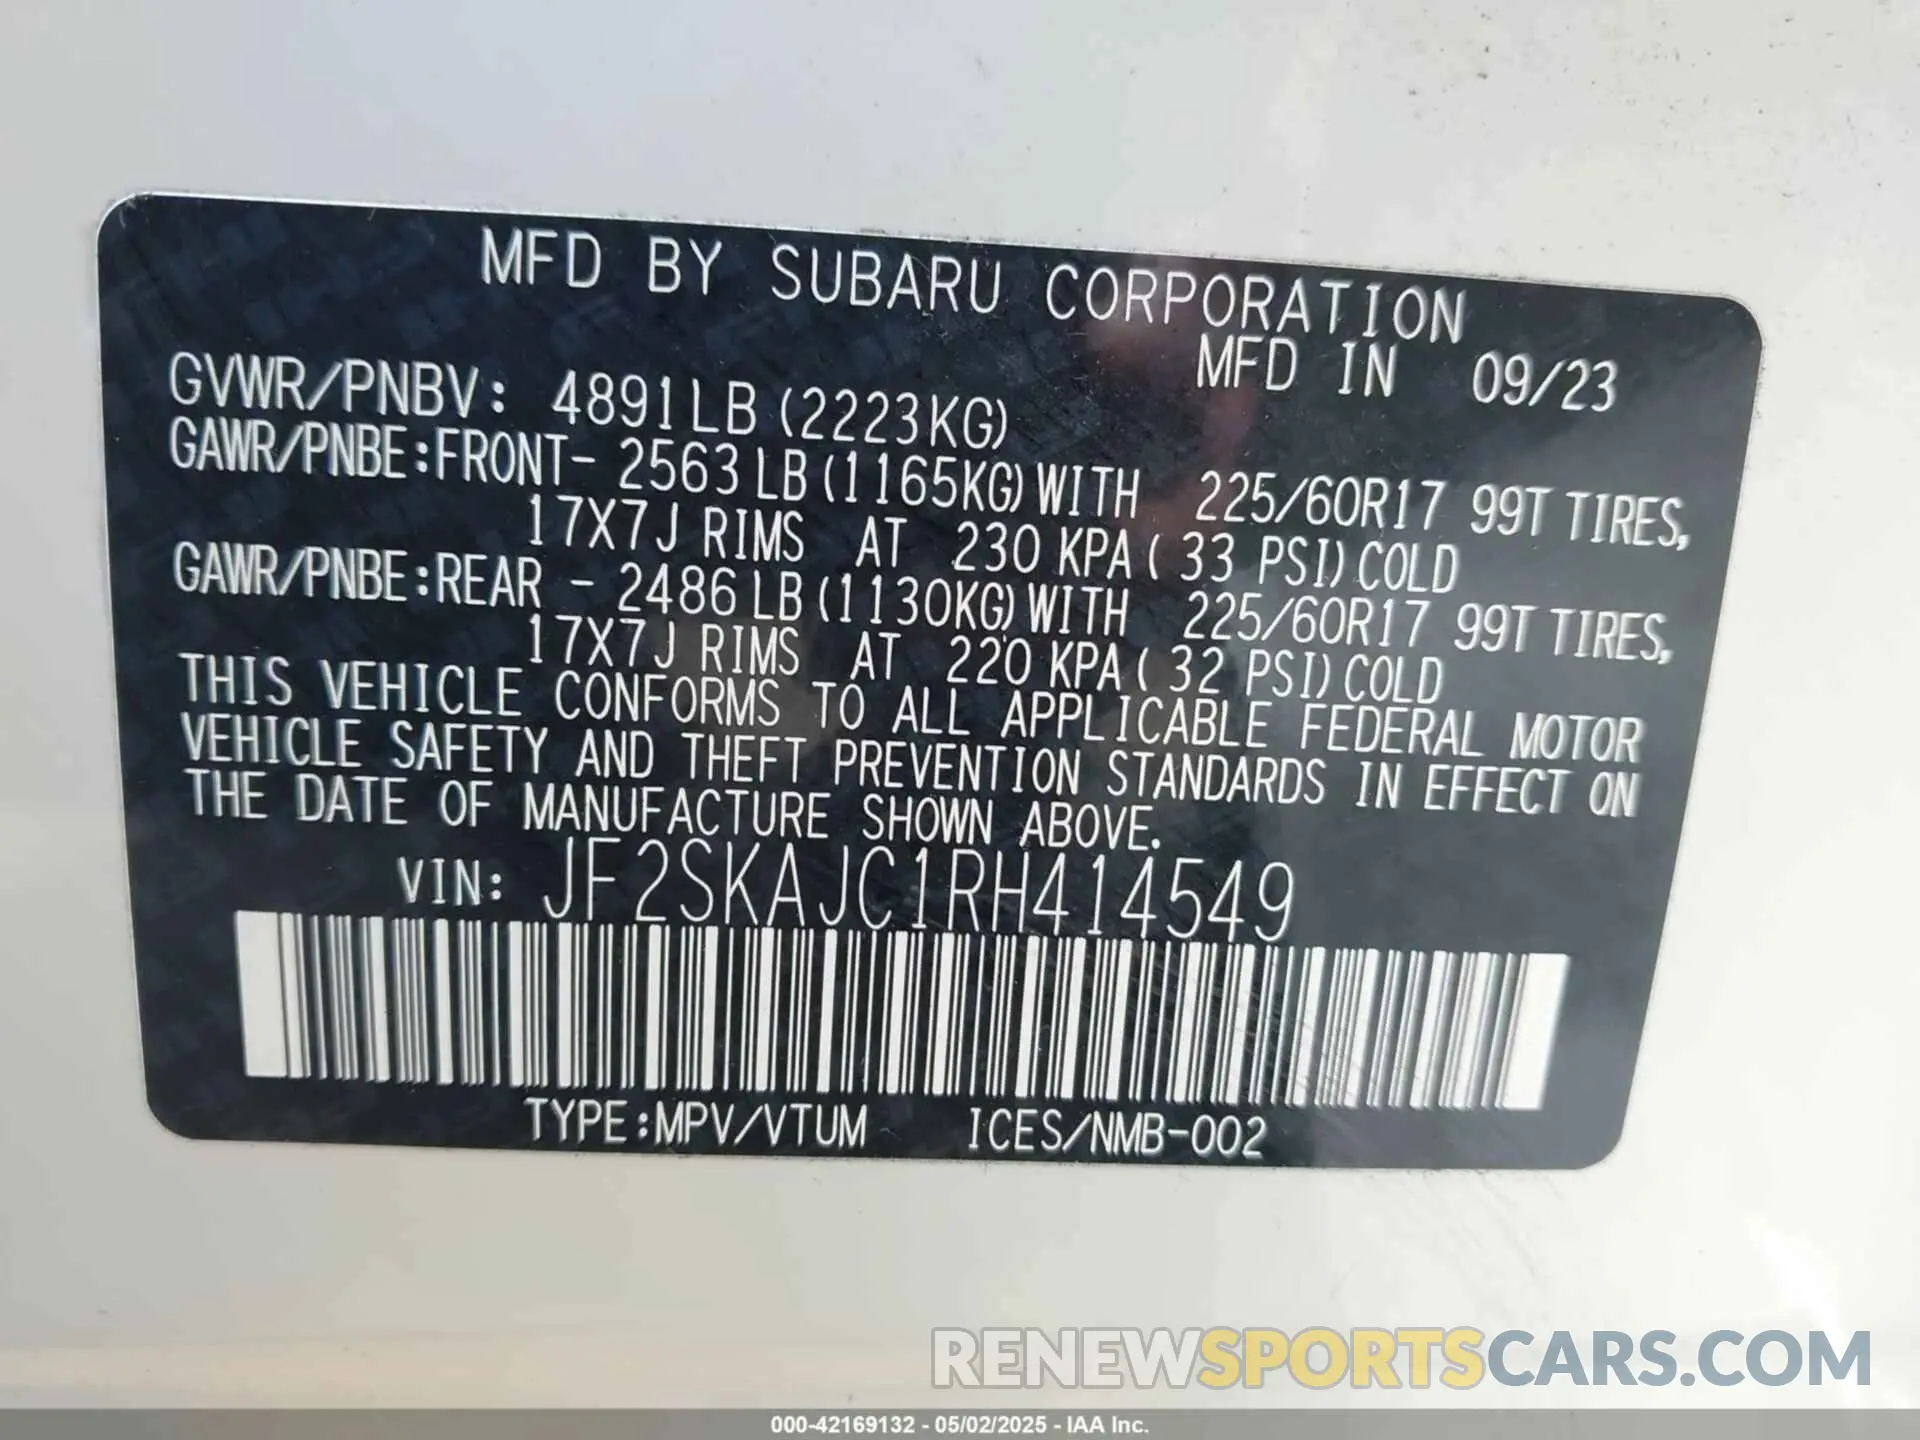 MFD BY SUBARU CORPORATION
MFD IN 09/23
GVWR/PNBV: 4891LB (2223KG)
GAWR/PNBE:FRONT- 2563LB(1165KG)WITH 225/60R17 99T TIRES,
17X7J RIMS AT 230 KPA( 33 PSI)COLD
GAWR/PNBE:REAR - 2486LB(1130KG)WITH 225/60R17 99T TIRES,
17X7J RIMS AT 220 KPA( 32 PSI)COLD
THIS VEHICLE CONFORMS TO ALL APPLICABLE FEDERAL MOTOR
VEHICLE SAFETY AND THEFT PREVENTION STANDARDS IN EFFECT ON
THE DATE OF MANUFACTURE SHOWN ABOVE.
VIN: JF2SKAJC1RH414549
TYPE:MPV/VTUM ICES/NMB-002
RENEWSPORTSCARS.COM
000-42169132 - 05/02/2025 - IAA Inc.